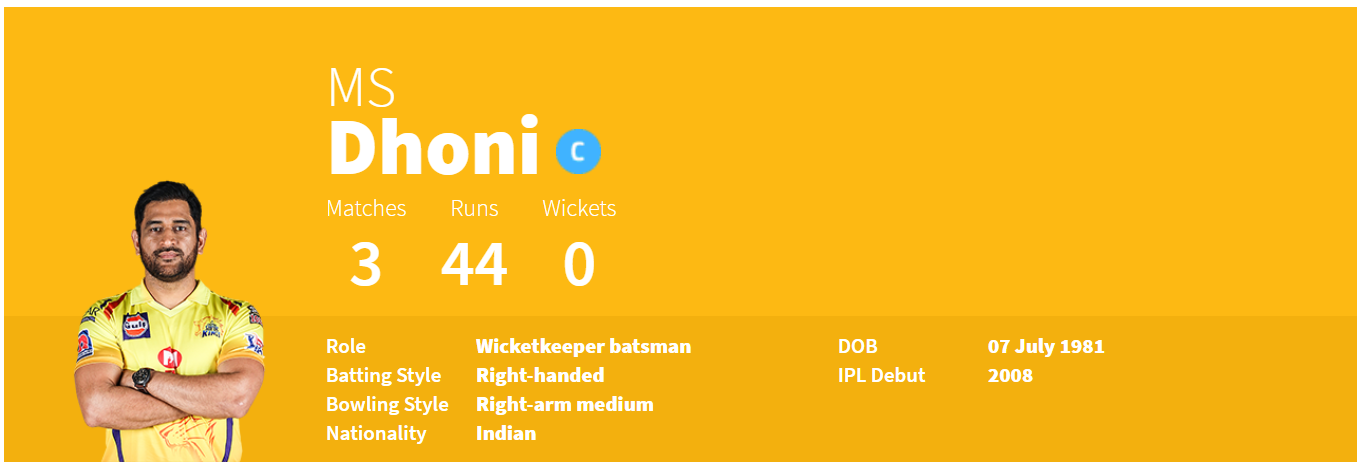 MS
Dhoni C
Matches Runs Wickets
3 44 0
Role Wicketkeeper batsman DOB 07 July 1981
Batting Style Right-handed IPL Debut 2008
Bowling Style Right-arm medium
Nationality Indian
Gulf